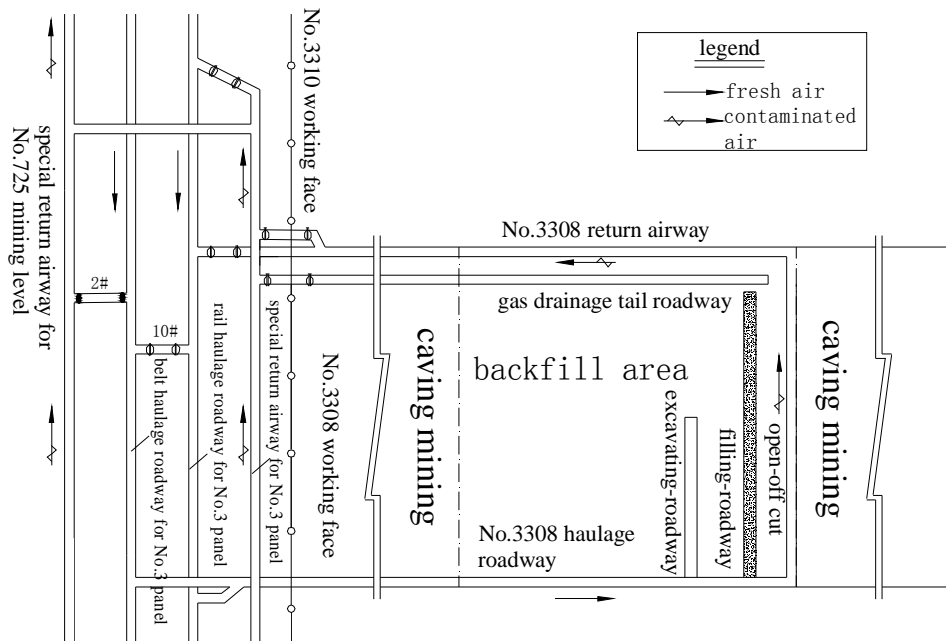 legend
fresh air
contaminated
air
special return airway for
No.725 mining level
No.3310 working face
No.3308 return airway
gas drainage tail roadway
2#
10#
belt haulage roadway for No.3 panel
rail haulage roadway for No.3 panel
special return airway for No.3 panel
No.3308 working face
caving mining
backfill area
excavating-roadway
filling-roadway
open-off cut
caving mining
No.3308 haulage
roadway